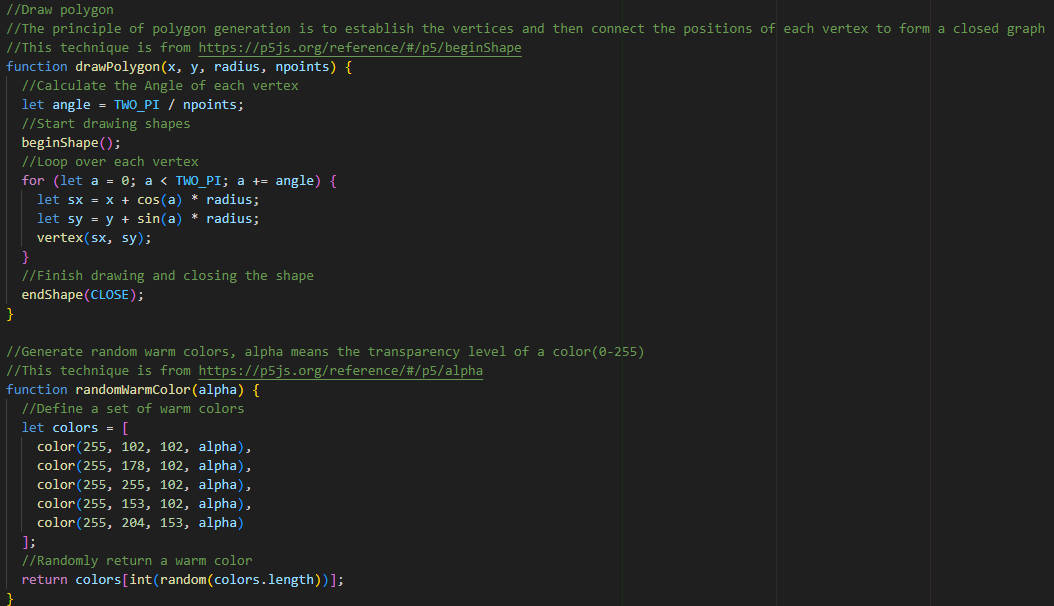 //Draw polygon
//The principle of polygon generation is to establish the vertices and then connect the positions of each vertex to form a closed graph
//This technique is from https://p5js.org/reference/#/p5/beginShape
function drawPolygon(x, y, radius, npoints) {
  //Calculate the Angle of each vertex
  let angle = TWO_PI / npoints;
  //Start drawing shapes
  beginShape();
  //Loop over each vertex
  for (let a = 0; a < TWO_PI; a += angle) {
    let sx = x + cos(a) * radius;
    let sy = y + sin(a) * radius;
    vertex(sx, sy);
  }
  //Finish drawing and closing the shape
  endShape(CLOSE);
}

//Generate random warm colors, alpha means the transparency level of a color(0-255)
//This technique is from https://p5js.org/reference/#/p5/alpha
function randomWarmColor(alpha) {
  //Define a set of warm colors
  let colors = [
    color(255, 102, 102, alpha),
    color(255, 178, 102, alpha),
    color(255, 255, 102, alpha),
    color(255, 153, 102, alpha),
    color(255, 204, 153, alpha)
  ];
  //Randomly return a warm color
  return colors[int(random(colors.length))];
}